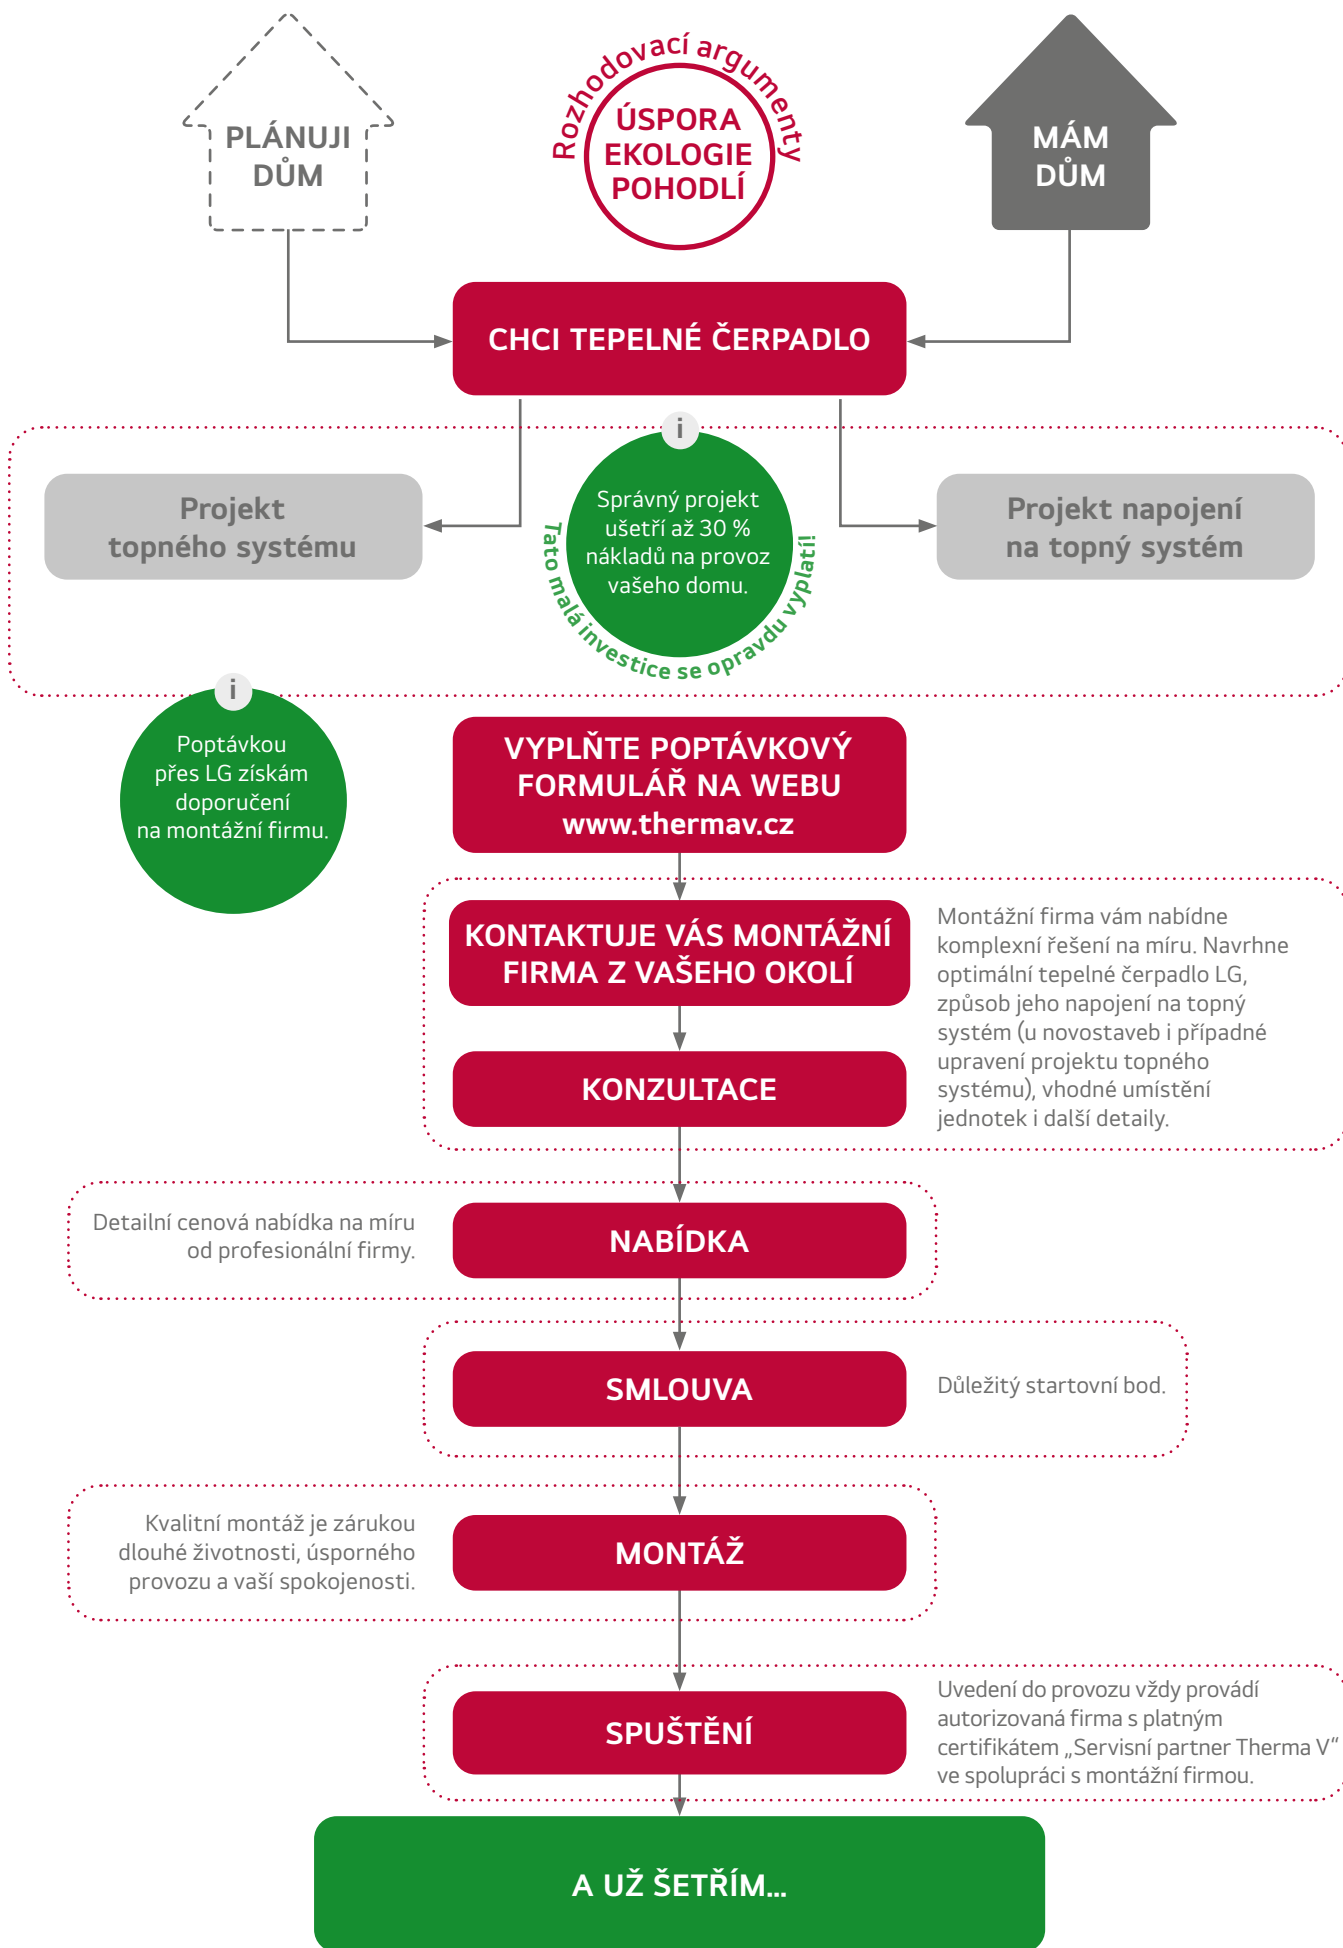 PLÁNUJI
DŮM
Rozhodovací argumenty
ÚSPORA
EKOLOGIE
POHODLÍ
MÁM
DŮM
CHCI TEPELNÉ ČERPADLO
Projekt
topného systému
i
Správný projekt
ušetří až 30 %
nákladů na provoz
vašeho domu.
Tato malá investice se opravdu vyplatí!
Projekt napojení
na topný systém
i
Poptávkou
přes LG získám
doporučení
na montážní firmu.
VYPLŇTE POPTÁVKOVÝ
FORMULÁŘ NA WEBU
www.thermav.cz
KONTAKTUJE VÁS MONTÁŽNÍ
FIRMA Z VAŠEHO OKOLÍ
Montážní firma vám nabídne
komplexní řešení na míru. Navrhne
optimální tepelné čerpadlo LG,
způsob jeho napojení na topný
systém (u novostaveb i případné
upravení projektu topného
systému), vhodné umístění
jednotek i další detaily.
KONZULTACE
Detailní cenová nabídka na míru
od profesionální firmy.
NABÍDKA
SMLOUVA
Důležitý startovní bod.
Kvalitní montáž je zárukou
dlouhé životnosti, úsporného
provozu a vaší spokojenosti.
MONTÁŽ
SPUŠTĚNÍ
Uvedení do provozu vždy provádí
autorizovaná firma s platným
certifikátem „Servisní partner Therma V“
ve spolupráci s montážní firmou.
A UŽ ŠETŘÍM...